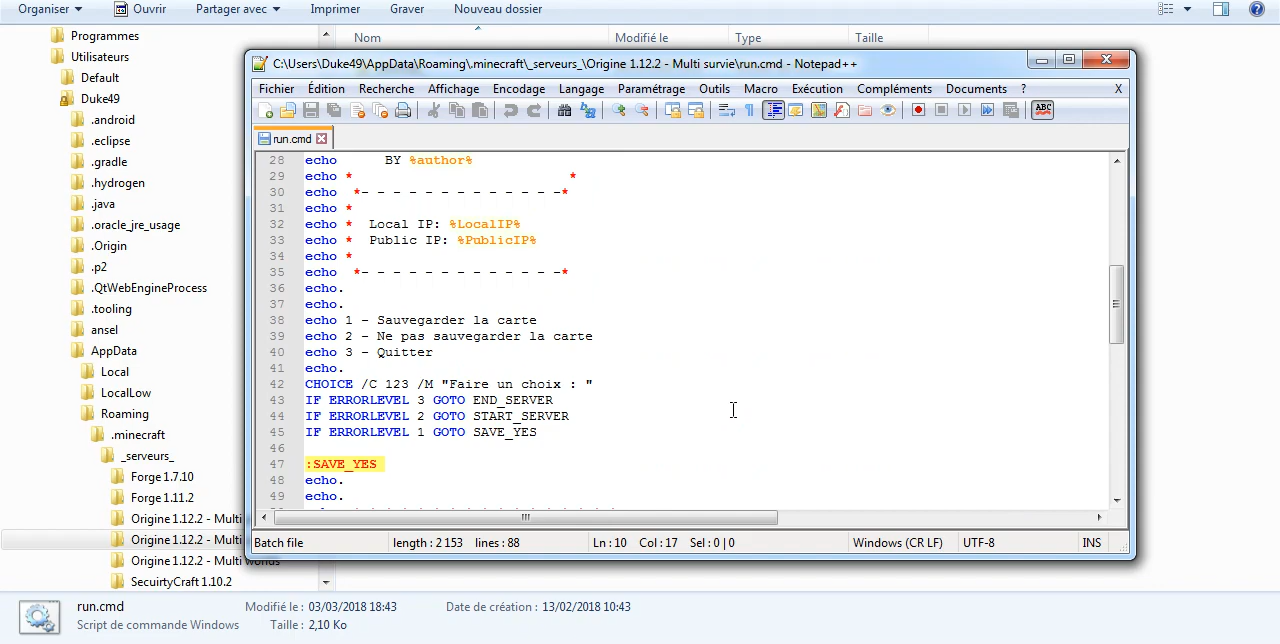 Organiser Ouvrir Partager avec Imprimer Graver Nouveau dossier ?
Programmes
Utilisateurs
Default
Duke49
.android
.eclipse
.gradle
.hydrogen
.java
.oracle_jre_usage
.Origin
.p2
.QtWebEngineProcess
.tooling
ansel
AppData
Local
LocalLow
Roaming
.minecraft
_serveurs_
Forge 1.7.10
Forge 1.11.2
Origine 1.12.2 - Multi
Origine 1.12.2 - Multi
Origine 1.12.2 - Multi worlds
SecuirtyCraft 1.10.2
Nom Modifié le Type Taille
C:\Users\Duke49\AppData\Roaming\.minecraft\_serveurs_\Origine 1.12.2 - Multi survie\run.cmd - Notepad++
Fichier Édition Recherche Affichage Encodage Langage Paramétrage Outils Macro Exécution Compléments Documents ? X
ABC
run.cmd
28 echo BY %author%
29 echo * *
30 echo *- - - - - - - - - - - - -*
31 echo *
32 echo * Local IP: %LocalIP%
33 echo * Public IP: %PublicIP%
34 echo *
35 echo *- - - - - - - - - - - - -*
36 echo.
37 echo.
38 echo 1 - Sauvegarder la carte
39 echo 2 - Ne pas sauvegarder la carte
40 echo 3 - Quitter
41 echo.
42 CHOICE /C 123 /M "Faire un choix : "
43 IF ERRORLEVEL 3 GOTO END_SERVER
44 IF ERRORLEVEL 2 GOTO START_SERVER
45 IF ERRORLEVEL 1 GOTO SAVE_YES
46
47 :SAVE_YES
48 echo.
49 echo.
Batch file length : 2 153 lines : 88 Ln : 10 Col : 17 Sel : 0 | 0 Windows (CR LF) UTF-8 INS
run.cmd Modifié le : 03/03/2018 18:43 Date de création : 13/02/2018 10:43
Script de commande Windows Taille : 2,10 Ko